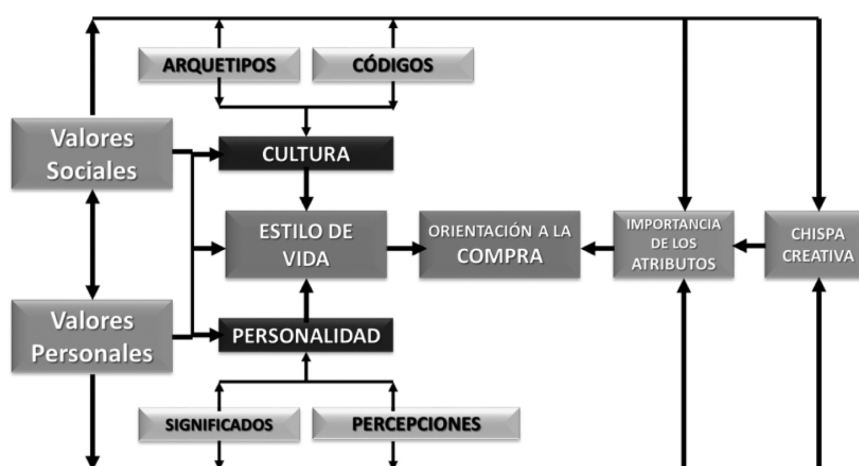 ARQUETIPOS
CÓDIGOS
Valores
Sociales
CULTURA
ESTILO DE
VIDA
ORIENTACIÓN A LA
COMPRA
IMPORTANCIA
DE LOS
ATRIBUTOS
CHISPA
CREATIVA
Valores
Personales
PERSONALIDAD
SIGNIFICADOS
PERCEPCIONES